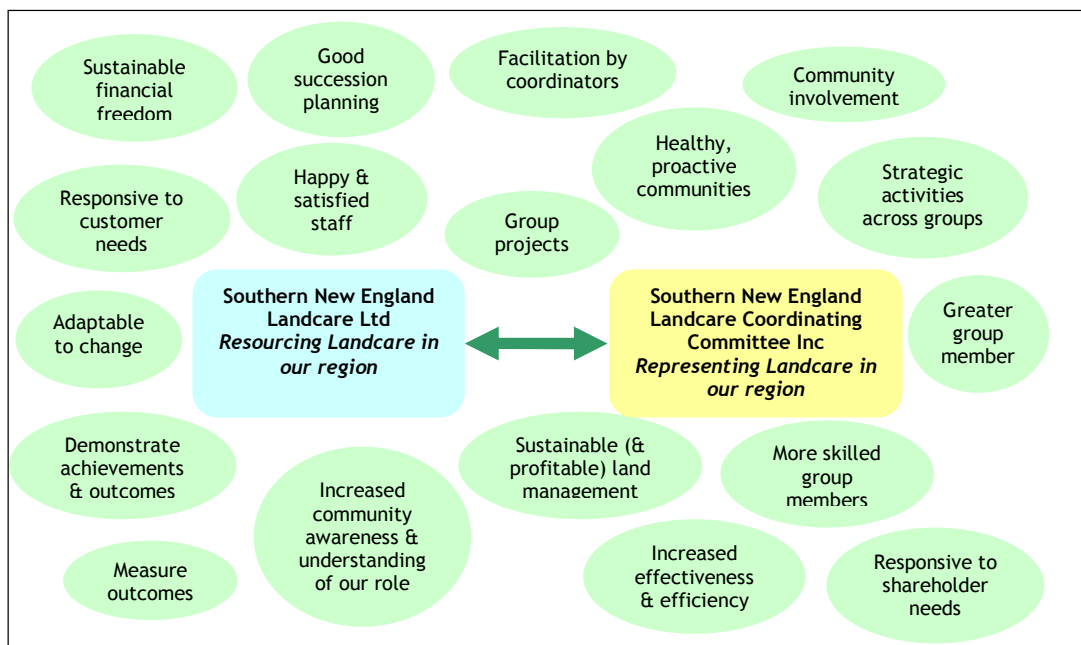 Sustainable
financial
freedom
Good
succession
planning
Facilitation by
coordinators
Community
involvement
Responsive to
customer
needs
Happy &
satisfied
staff
Group
projects
Healthy,
proactive
communities
Strategic
activities
across groups
Adaptable
to change
Southern New England
Landcare Ltd
Resourcing Landcare in
our region
Southern New England
Landcare Coordinating
Committee Inc
Representing Landcare in
our region
Greater
group
member
Demonstrate
achievements
& outcomes
Increased
community
awareness &
understanding
of our role
Sustainable (&
profitable) land
management
More skilled
group
members
Measure
outcomes
Increased
effectiveness
& efficiency
Responsive to
shareholder
needs